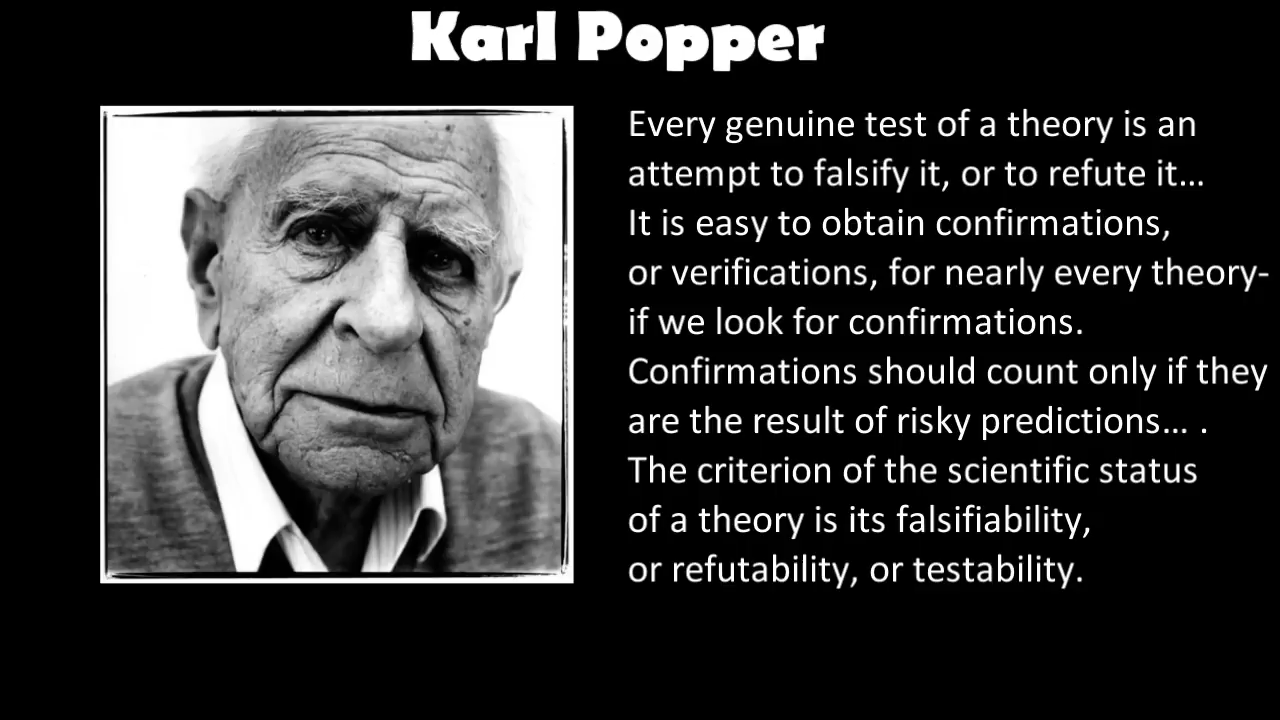 Karl Popper
Every genuine test of a theory is an
attempt to falsify it, or to refute it…
It is easy to obtain confirmations,
or verifications, for nearly every theory-
if we look for confirmations.
Confirmations should count only if they
are the result of risky predictions… .
The criterion of the scientific status
of a theory is its falsifiability,
or refutability, or testability.